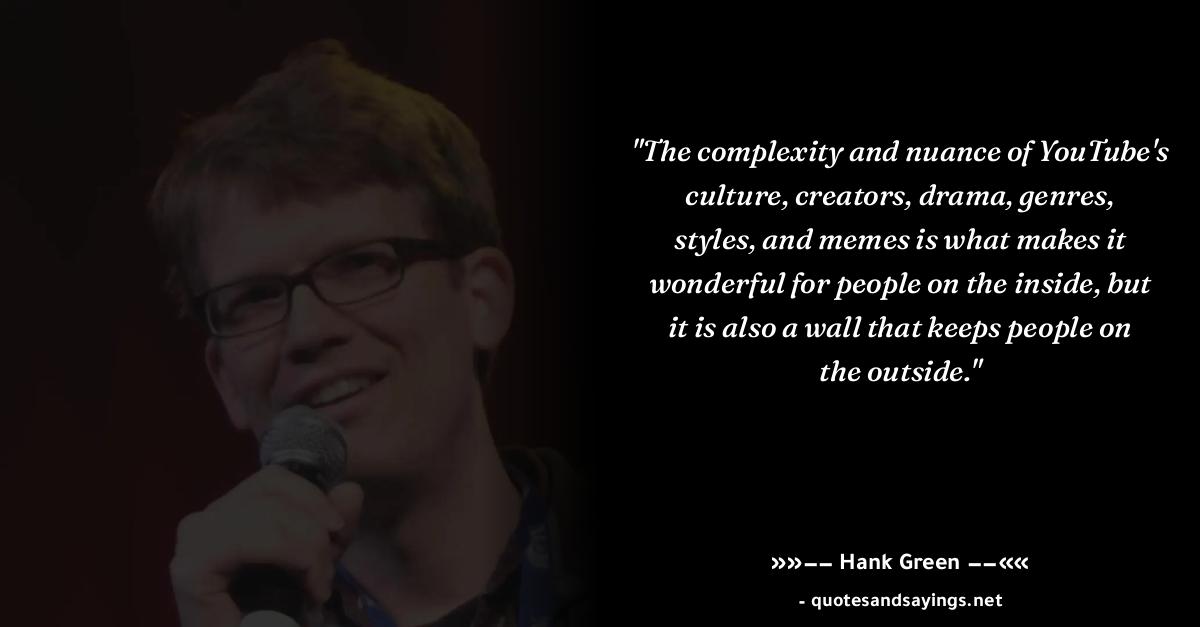 "The complexity and nuance of YouTube's
culture, creators, drama, genres,
styles, and memes is what makes it
wonderful for people on the inside, but
it is also a wall that keeps people on
the outside."
»»–– Hank Green ––««
- quotesandsayings.net